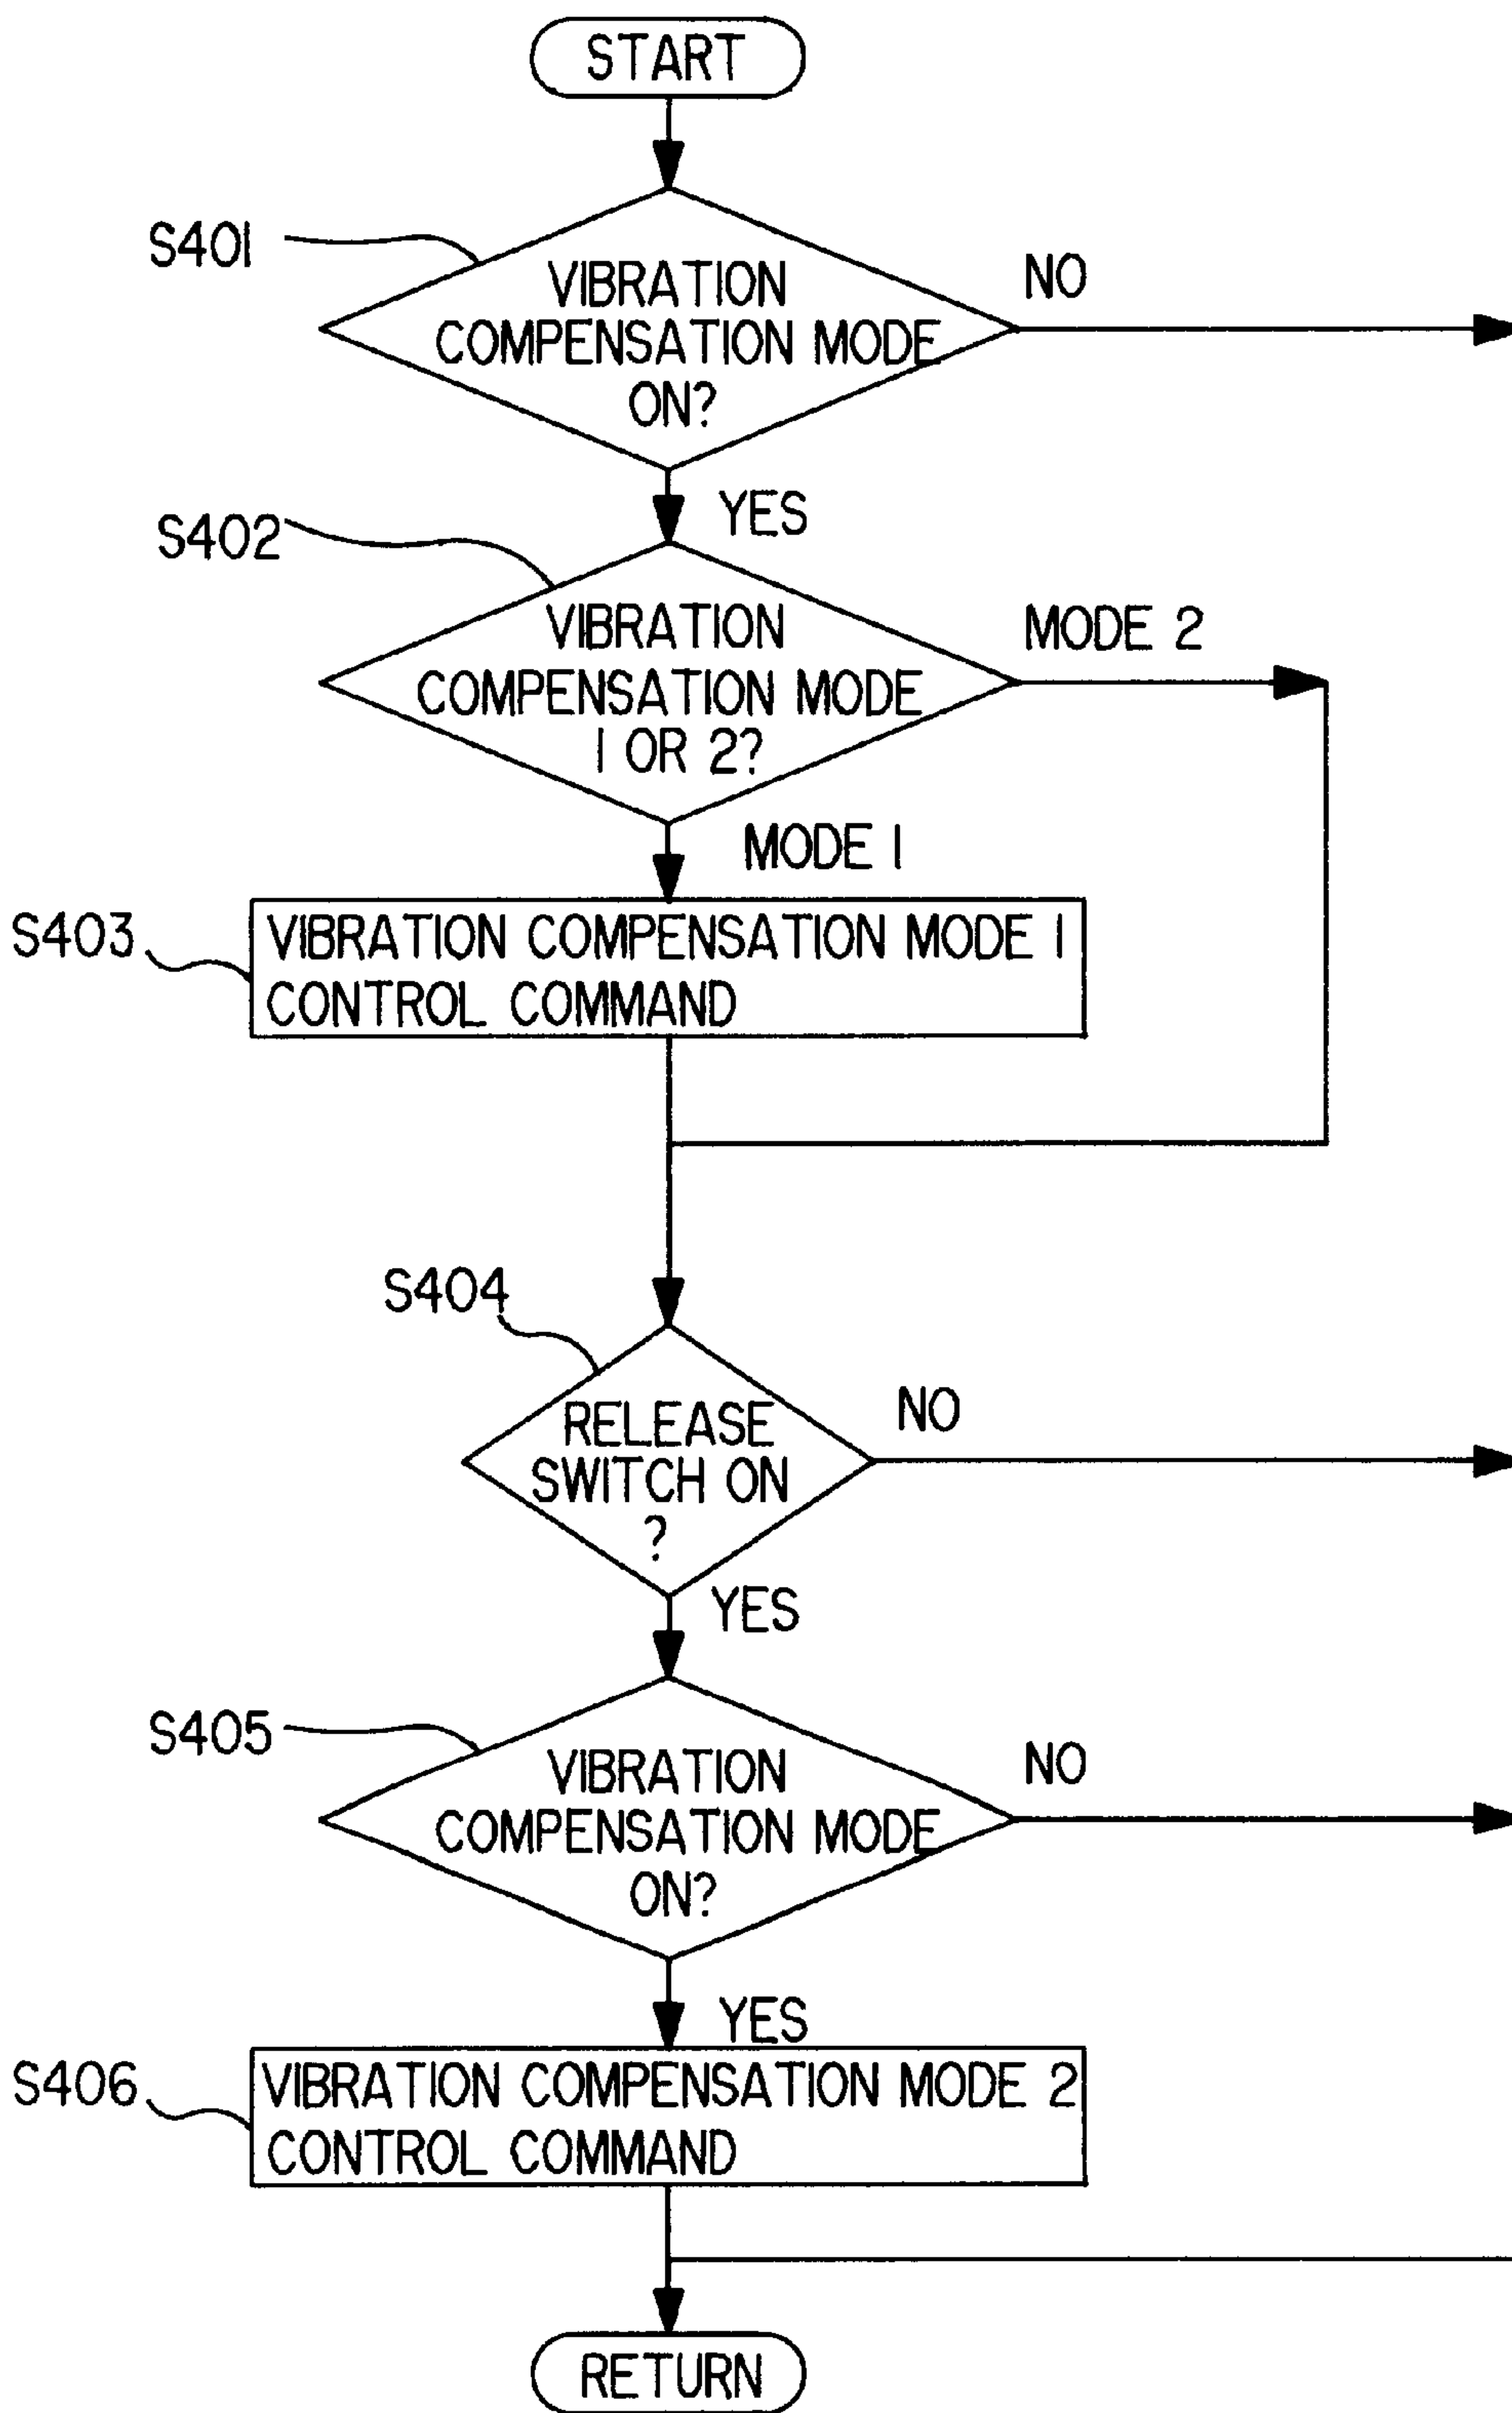 START
S401
VIBRATION
COMPENSATION MODE
ON?
NO
YES
S402
VIBRATION
COMPENSATION MODE
1 OR 2?
MODE 2
MODE 1
S403
VIBRATION COMPENSATION MODE 1
CONTROL COMMAND
S404
RELEASE
SWITCH ON
?
NO
YES
S405
VIBRATION
COMPENSATION MODE
ON?
NO
YES
S406
VIBRATION COMPENSATION MODE 2
CONTROL COMMAND
RETURN